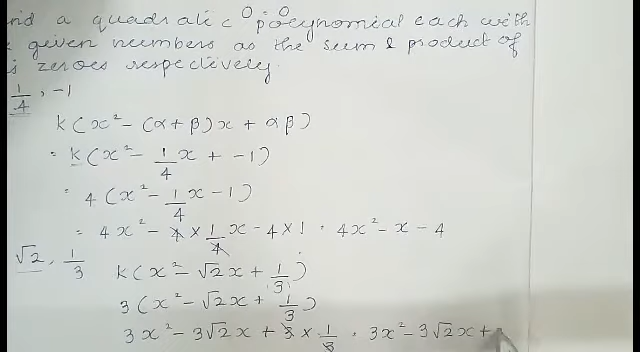 a quadratic polynomial each with
given numbers as the sum & product of
zeroes respectively.
1/4, -1
K(x² - (α + β)x + αβ)
= k(x² - 1/4 x + -1)
= 4(x² - 1/4 x - 1)
= 4x² - 4 × 1/4 x - 4 × 1 = 4x² - x - 4
√2, 1/3 K(x² - √2x + 1/3)
3(x² - √2x + 1/3)
3x² - 3√2x + 3 × 1/3 = 3x² - 3√2x +